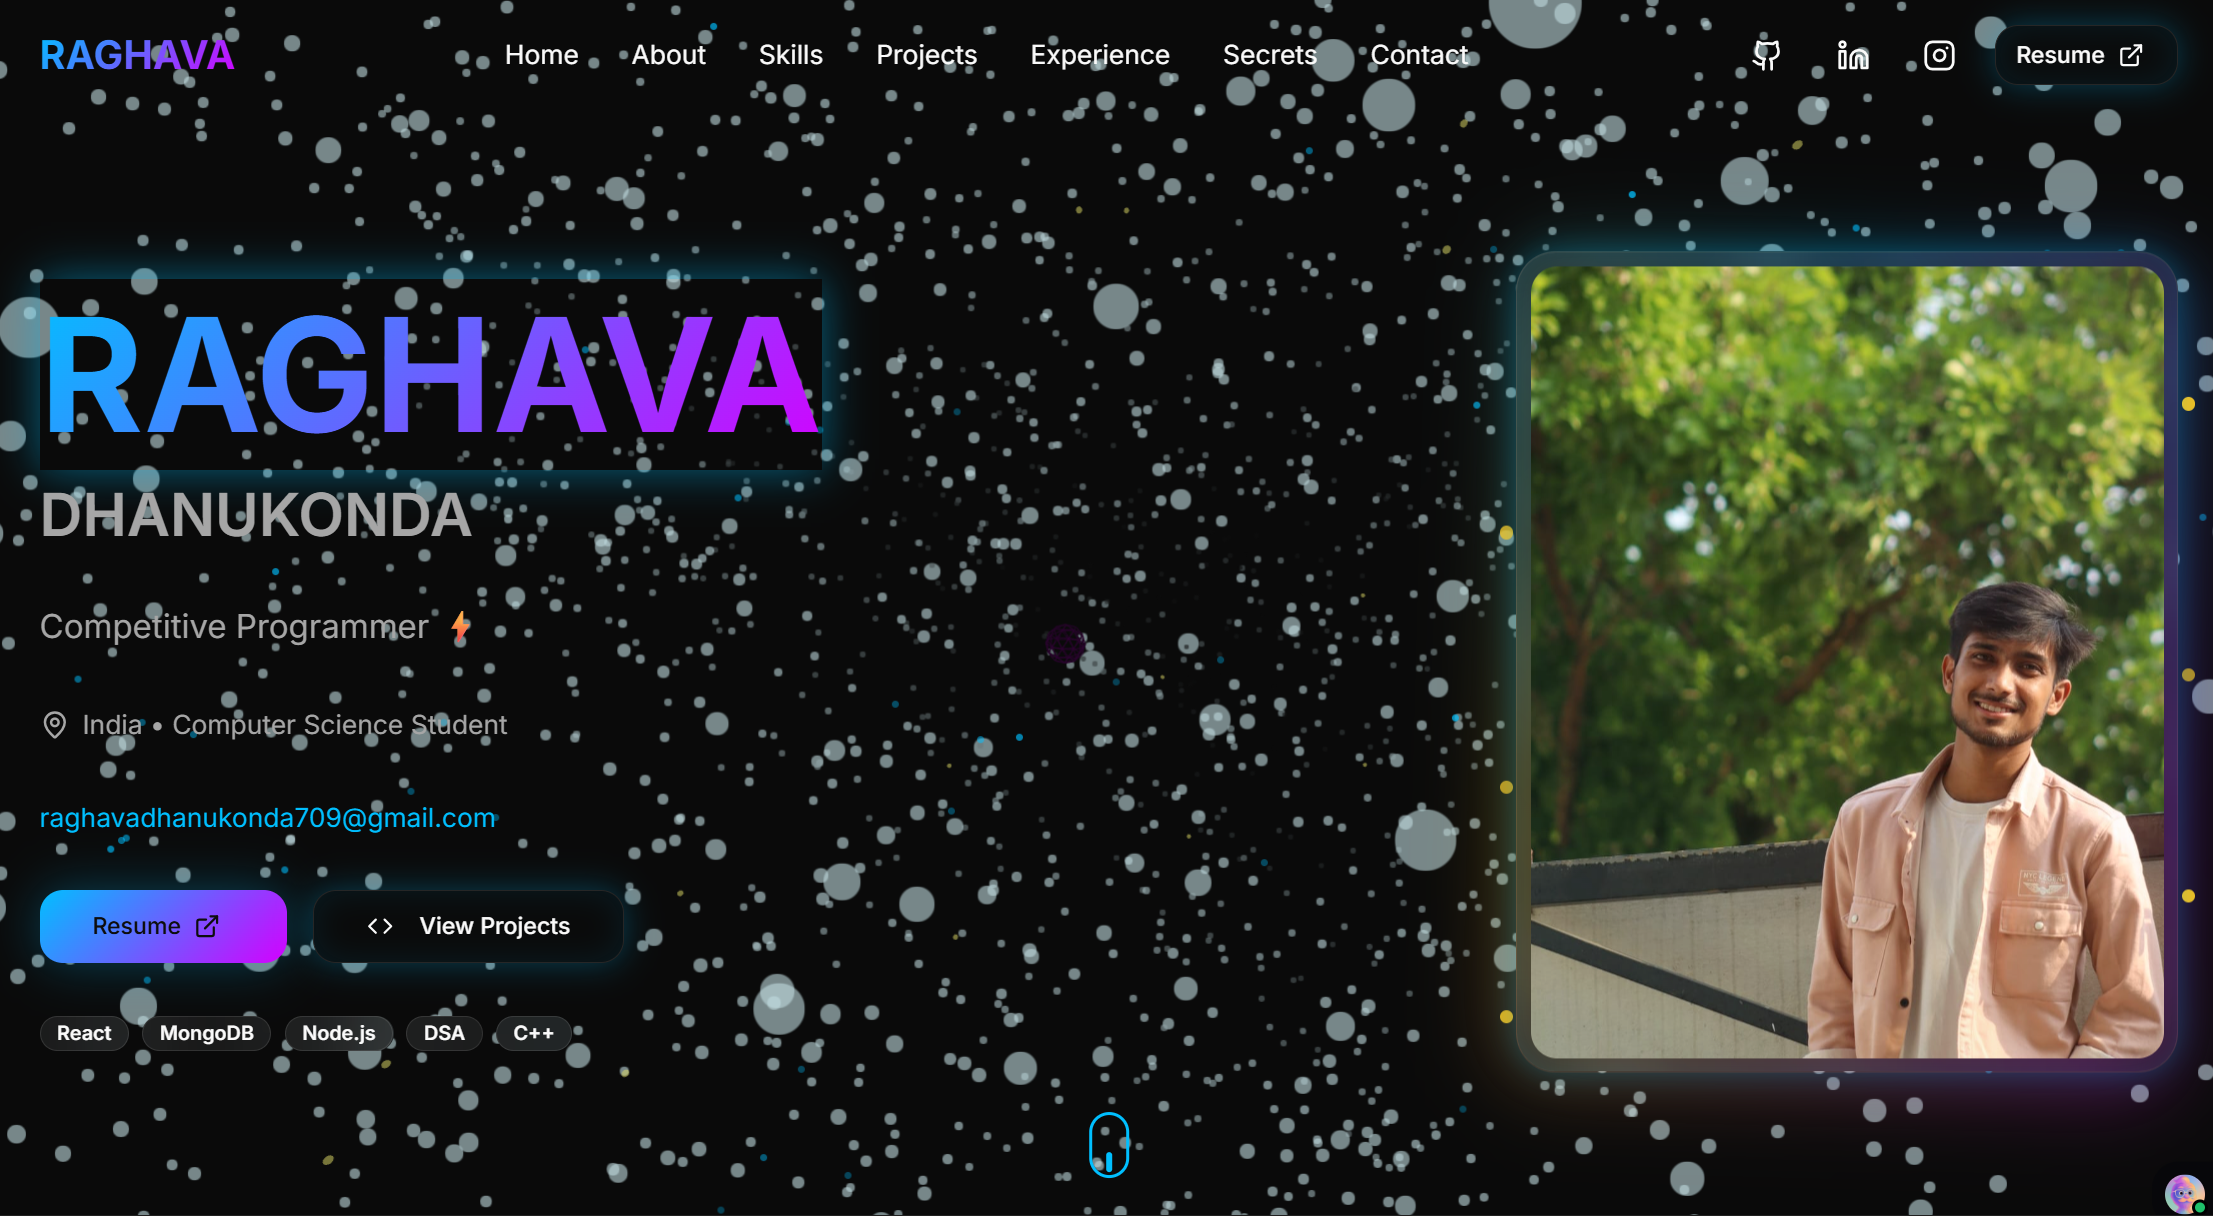 RAGHAVA
Home About Skills Projects Experience Secrets Contact
Resume
RAGHAVA
DHANUKONDA
Competitive Programmer
India • Computer Science Student
raghavadhanukonda709@gmail.com
Resume
<> View Projects
React MongoDB Node.js DSA C++